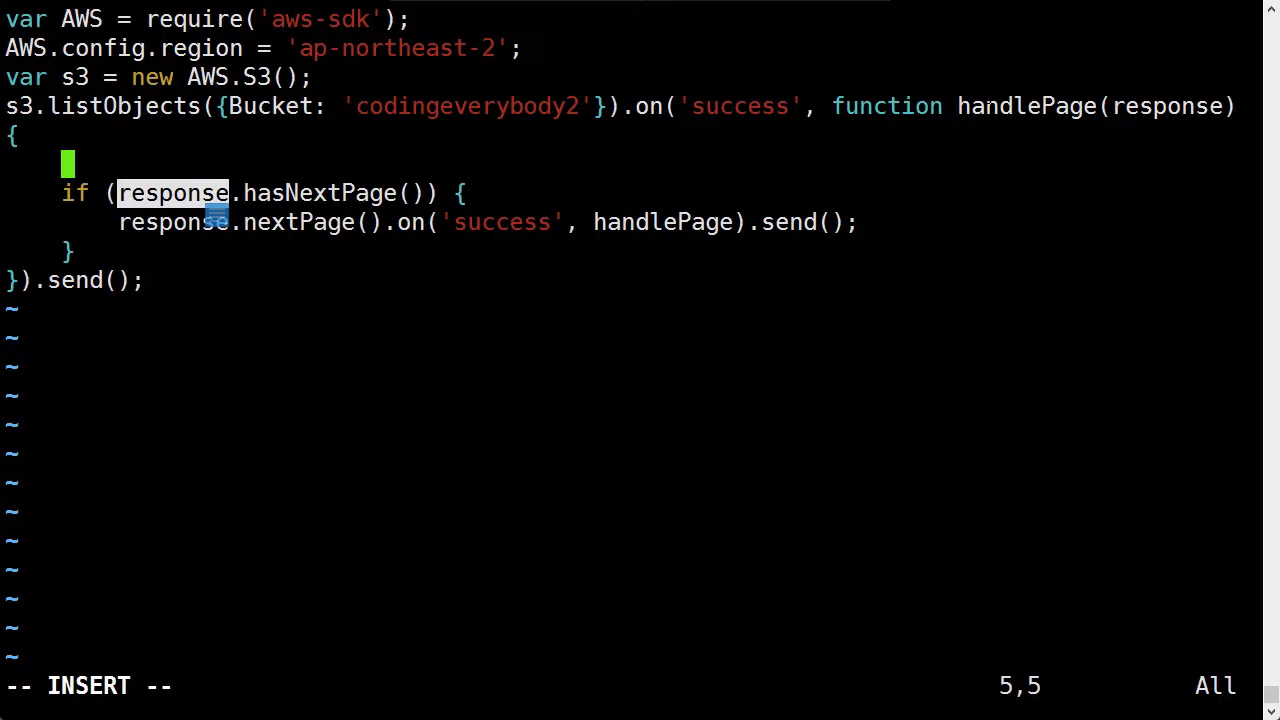 var AWS = require('aws-sdk');
AWS.config.region = 'ap-northeast-2';
var s3 = new AWS.S3();
s3.listObjects({Bucket: 'codingeverybody2'}).on('success', function handlePage(response)
{
    if (response.hasNextPage()) {
        response.nextPage().on('success', handlePage).send();
    }
}).send();
~
~
~
~
~
~
~
~
~
~
~
~
~
-- INSERT -- 5,5 All